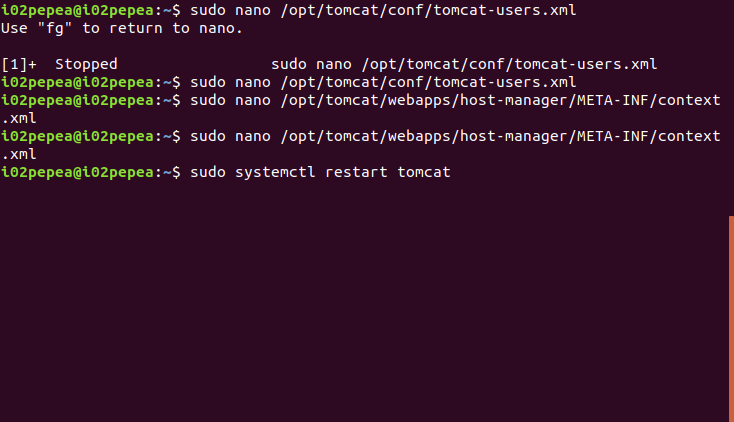 i02pepea@i02pepea:~$ sudo nano /opt/tomcat/conf/tomcat-users.xml
Use "fg" to return to nano.
[1]+  Stopped                 sudo nano /opt/tomcat/conf/tomcat-users.xml
i02pepea@i02pepea:~$ sudo nano /opt/tomcat/conf/tomcat-users.xml
i02pepea@i02pepea:~$ sudo nano /opt/tomcat/webapps/host-manager/META-INF/context
.xml
i02pepea@i02pepea:~$ sudo nano /opt/tomcat/webapps/host-manager/META-INF/context
.xml
i02pepea@i02pepea:~$ sudo systemctl restart tomcat